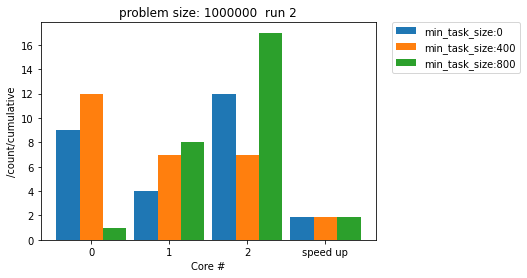 problem size: 1000000  run 2
min_task_size:0
min_task_size:400
min_task_size:800
/count/cumulative
16
14
12
10
8
6
4
2
0
0 1 2 speed up
Core #